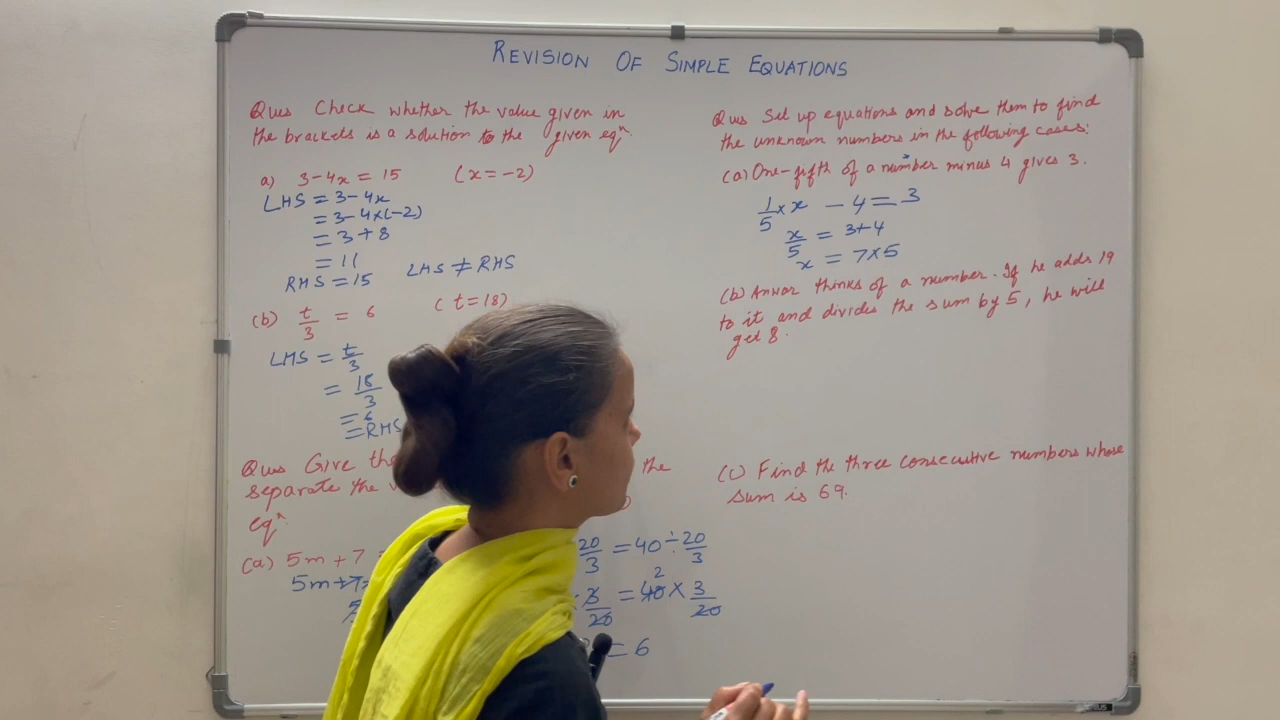 REVISION OF SIMPLE EQUATIONS
Ques Check whether the value given in
the brackets is a solution to the given eqⁿ.
a) 3-4x = 15 (x=-2)
LHS = 3-4x
= 3-4×(-2)
= 3+8
= 11
RHS = 15 LHS ≠ RHS
(b) t/3 = 6 (t=18)
LHS = t/3
= 18/3
= 6
= RHS
Ques Give the
the
separate the
eqⁿ.
(a) 5m+7
5m+7=
20/3 = 40 ÷ 20/3
× 3/20 = 40 2 × 3/20
= 6
Ques Set up equations and solve them to find
the unknown numbers in the following cases:
(a) One-fifth of a number minus 4 gives 3.
1/5 × x - 4 = 3
x/5 = 3+4
x = 7×5
(b) Anwar thinks of a number. If he adds 19
to it and divides the sum by 5, he will
get 8.
(c) Find the three consecutive numbers whose
sum is 69.